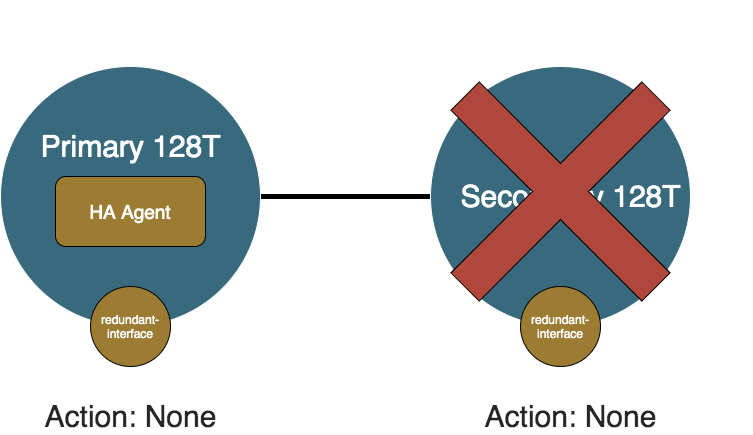 Primary 128T
128T
HA Agent
redundant-
interface
redundant-
interface
Action: None
Action: None